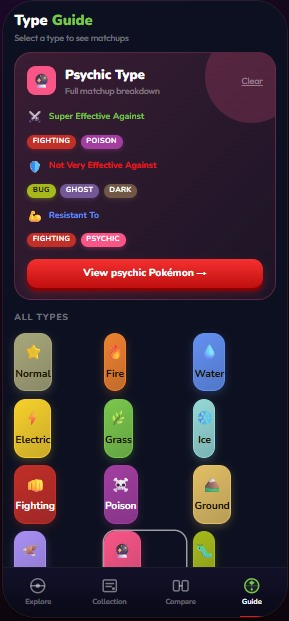 Type Guide
Select a type to see matchups
Psychic Type
Full matchup breakdown
Clear
Super Effective Against
FIGHTING POISON
Not Very Effective Against
BUG GHOST DARK
Resistant To
FIGHTING PSYCHIC
View psychic Pokémon →
ALL TYPES
Normal Fire Water
Electric Grass Ice
Fighting Poison Ground
Explore Collection Compare Guide